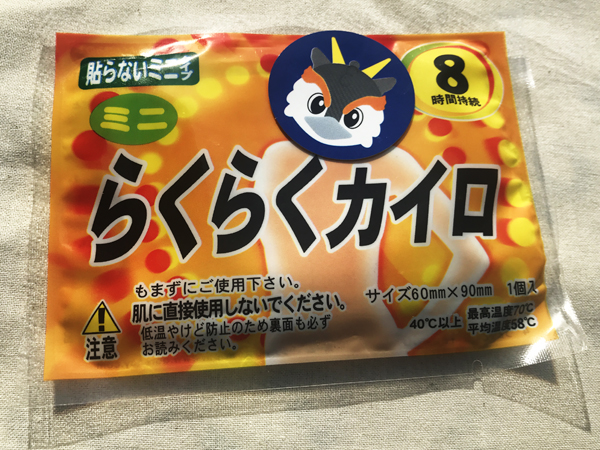 貼らないミニタイプ
8
時間持続
ミニ
らくらくカイロ
もまずにご使用下さい。
肌に直接使用しないでください。
低温やけど防止のため裏面も必ず
お読みください。
注意
サイズ60mm×90mm 1個入
40℃以上
最高温度70℃
平均温度58℃